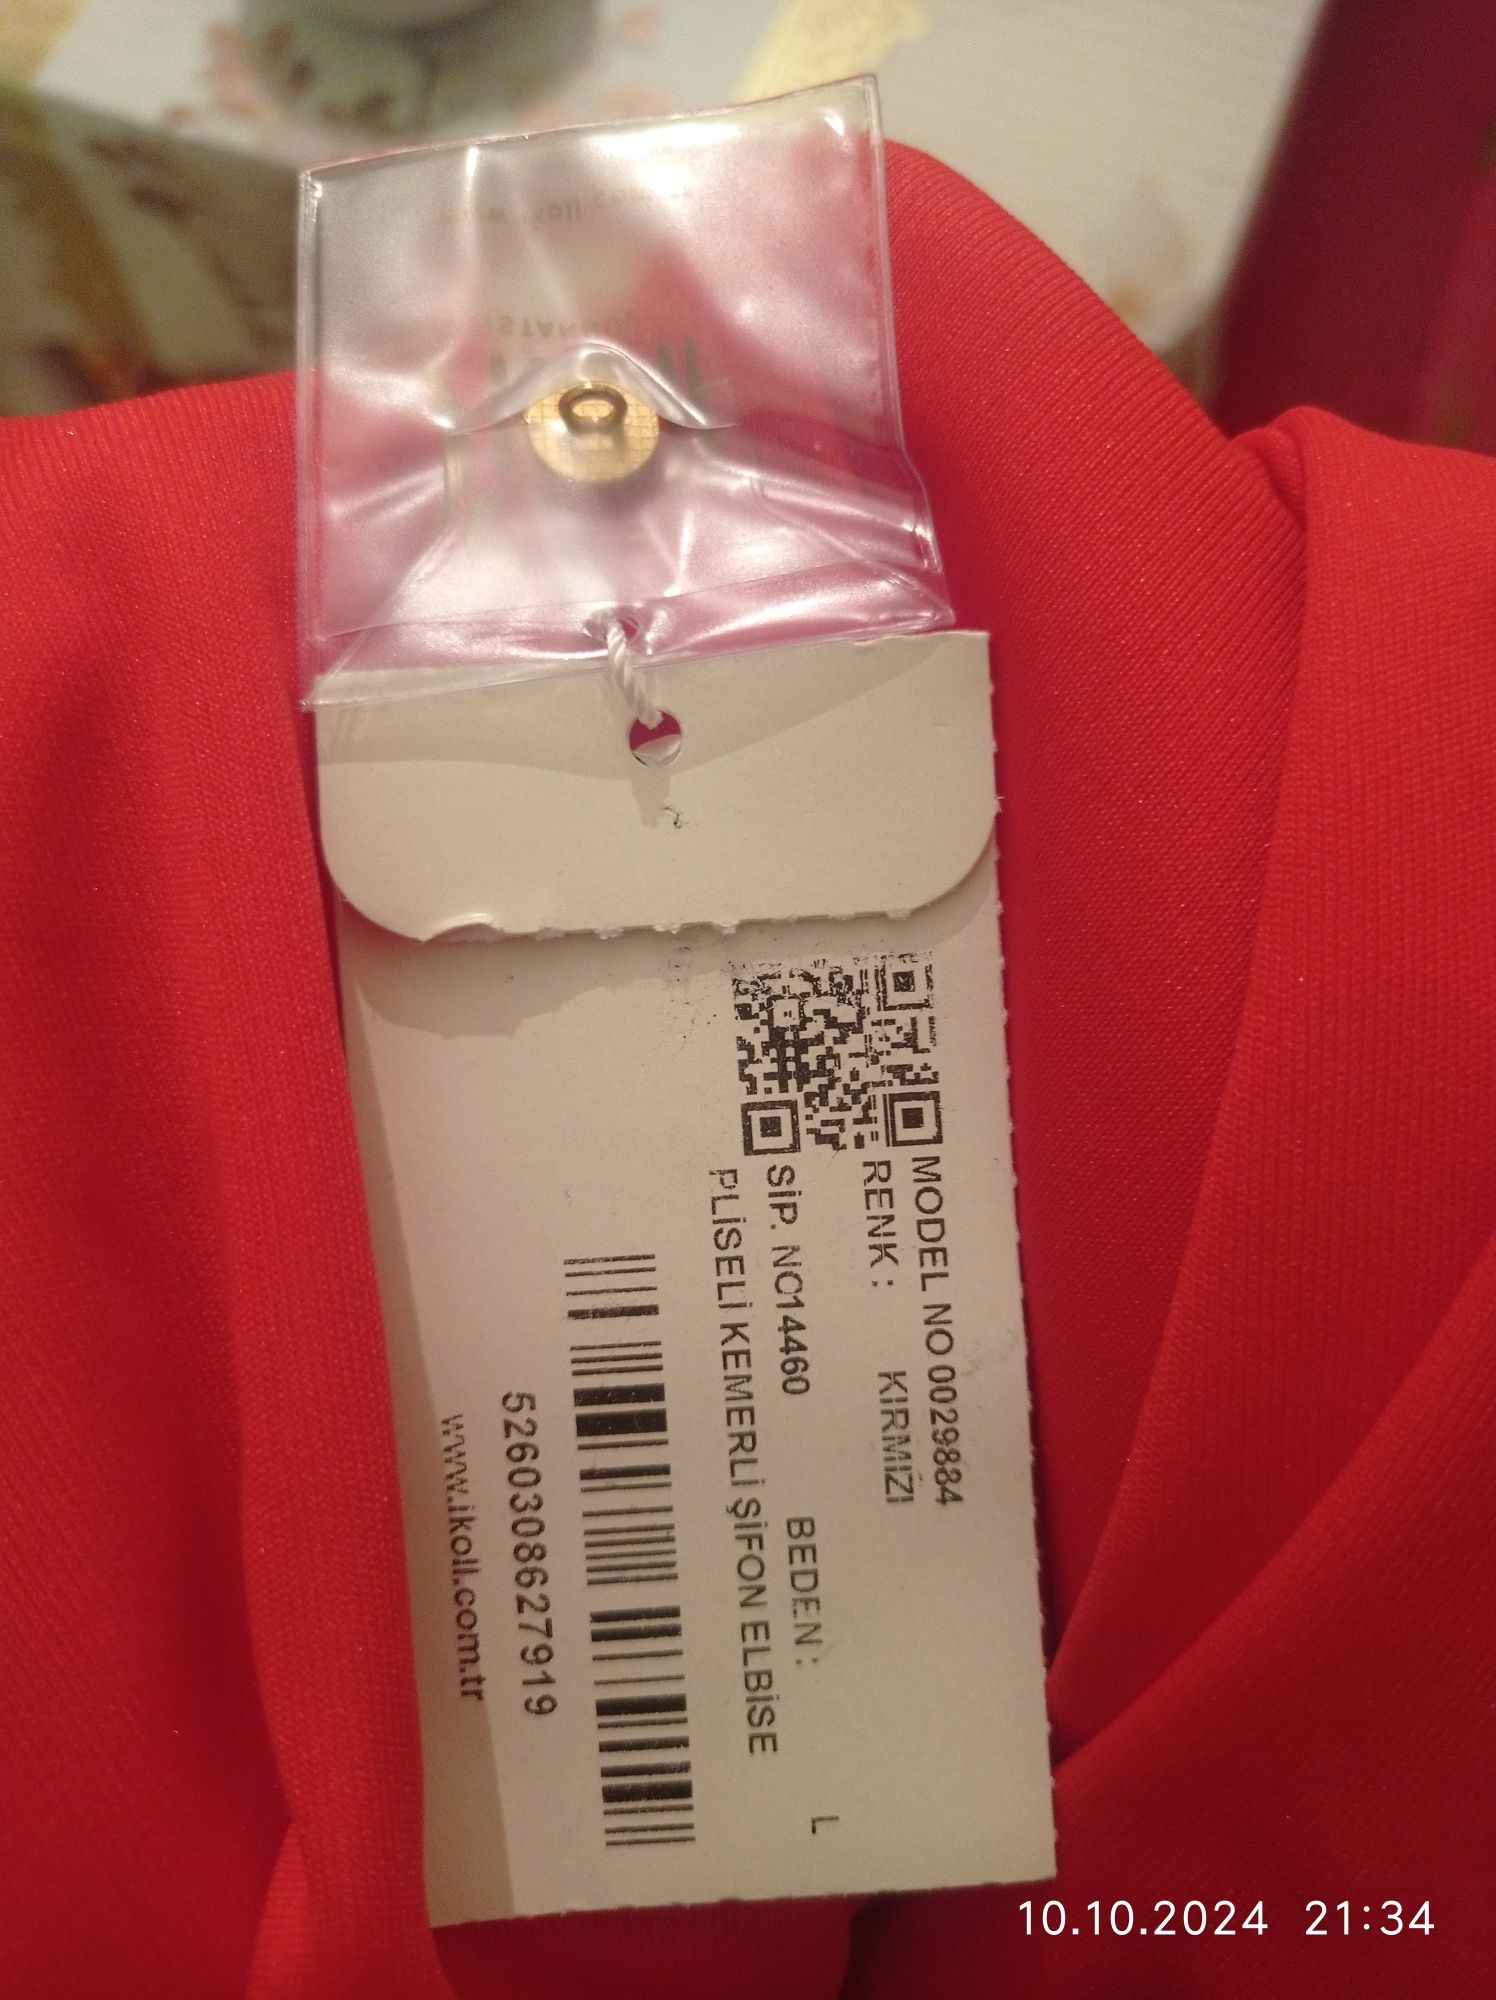 MODEL NO 0029884
RENK : KIRMIZI
SİP. NO14460 BEDEN : L
PLİSELİ KEMERLİ ŞİFON ELBİSE
5260308627919
www.ikoll.com.tr
10.10.2024 21:34